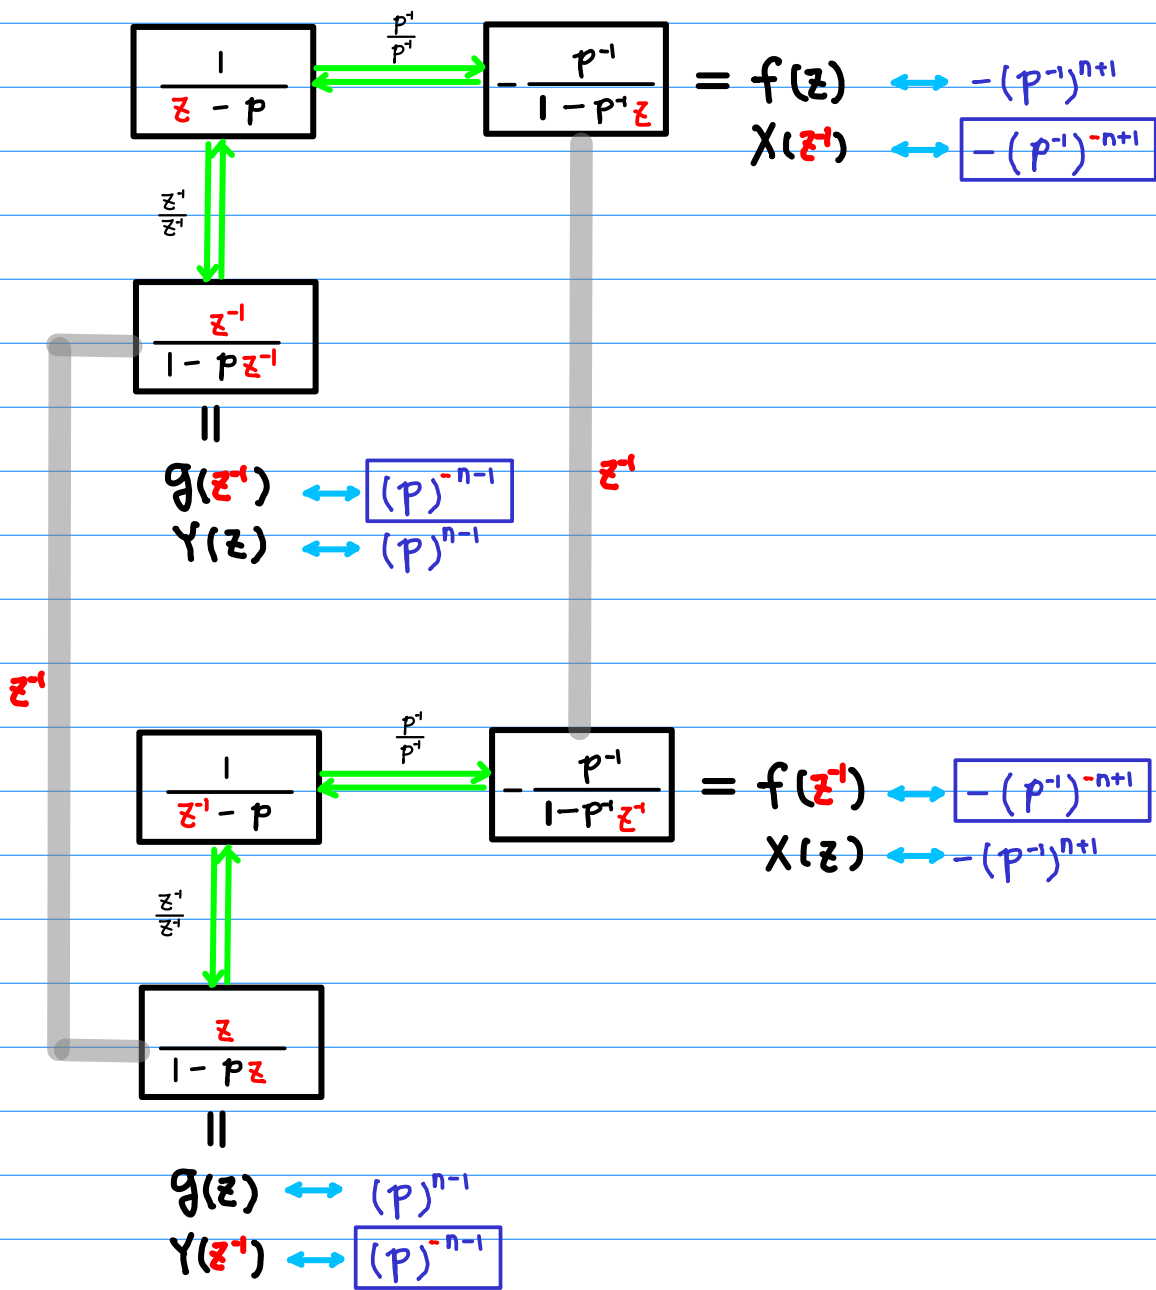 1/(z - p)  p⁻¹/p⁻¹  - p⁻¹/(1 - p⁻¹z) = f(z) ↔ -(p⁻¹)ⁿ⁺¹
X(z⁻¹) ↔ -(p⁻¹)⁻ⁿ⁺¹
z⁻¹/z⁻¹
z⁻¹/(1 - pz⁻¹)
=
g(z⁻¹) ↔ (p)⁻ⁿ⁻¹
z⁻¹
Y(z) ↔ (p)ⁿ⁻¹
z⁻¹
1/(z⁻¹ - p)  p⁻¹/p⁻¹  - p⁻¹/(1 - p⁻¹z⁻¹) = f(z⁻¹) ↔ -(p⁻¹)⁻ⁿ⁺¹
X(z) ↔ -(p⁻¹)ⁿ⁺¹
z⁻¹/z⁻¹
z/(1 - pz)
=
g(z) ↔ (p)ⁿ⁻¹
Y(z⁻¹) ↔ (p)⁻ⁿ⁻¹